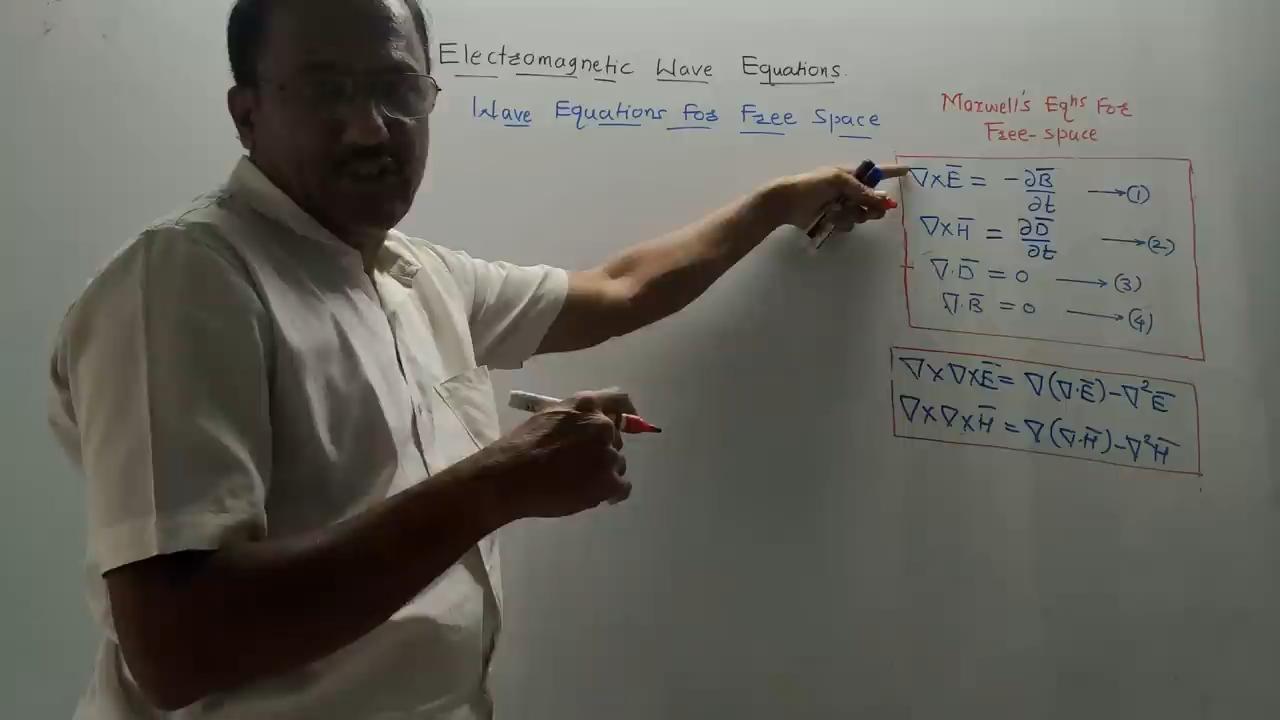 Electromagnetic Wave Equations.
Wave Equations For Free Space
Maxwell's Eqns For
Free-space
∇×E̅ = -∂B̅/∂t → (1)
∇×H̅ = ∂D̅/∂t → (2)
∇·D̅ = 0 → (3)
∇·B̅ = 0 → (4)
∇×∇×E̅ = ∇(∇·E̅)-∇²E̅
∇×∇×H̅ = ∇(∇·H̅)-∇²H̅